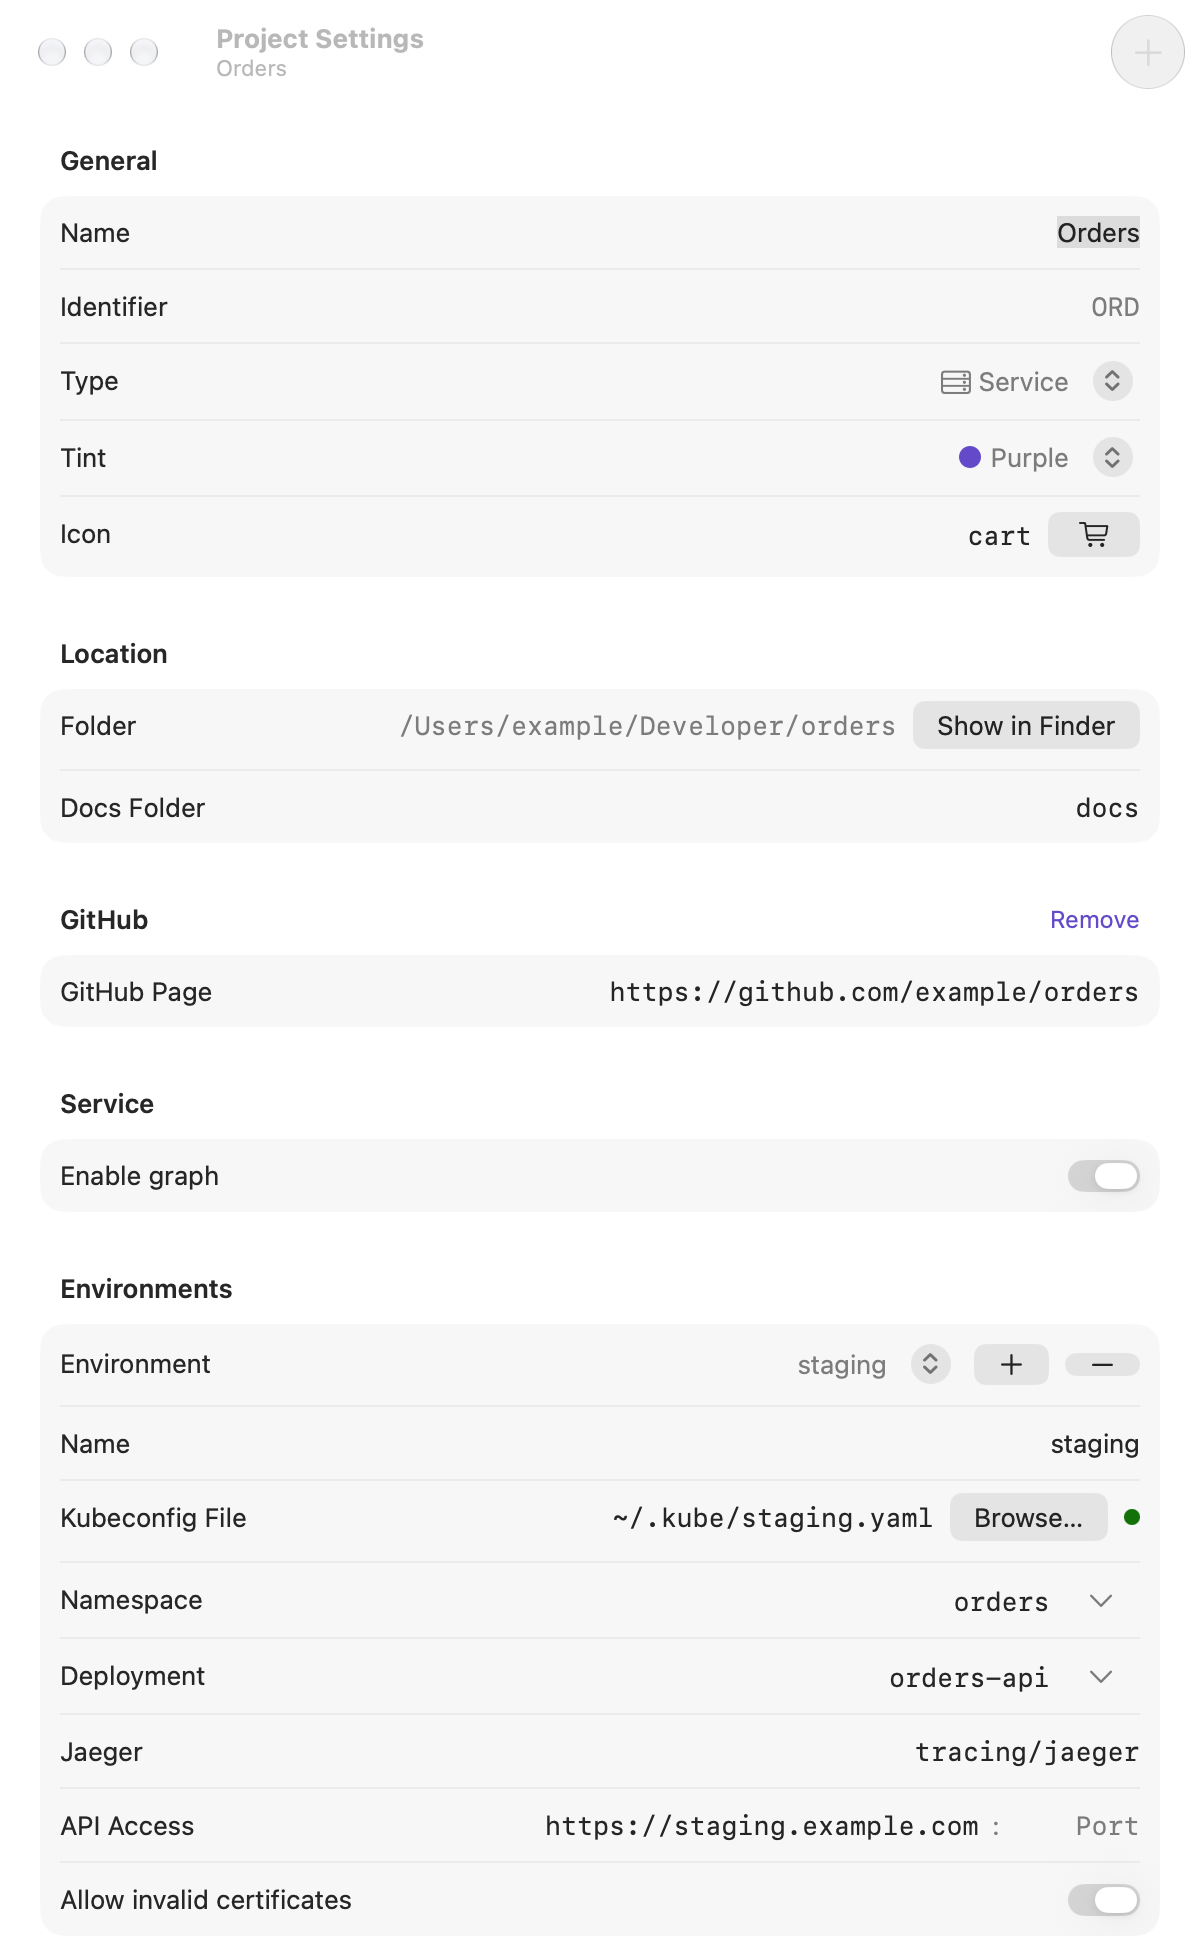 Project Settings
Orders
General
Name Orders
Identifier ORD
Type Service
Tint Purple
Icon cart
Location
Folder /Users/example/Developer/orders Show in Finder
Docs Folder docs
GitHub Remove
GitHub Page https://github.com/example/orders
Service
Enable graph
Environments
Environment staging
Name staging
Kubeconfig File ~/.kube/staging.yaml Browse...
Namespace orders
Deployment orders-api
Jaeger tracing/jaeger
API Access https://staging.example.com : Port
Allow invalid certificates